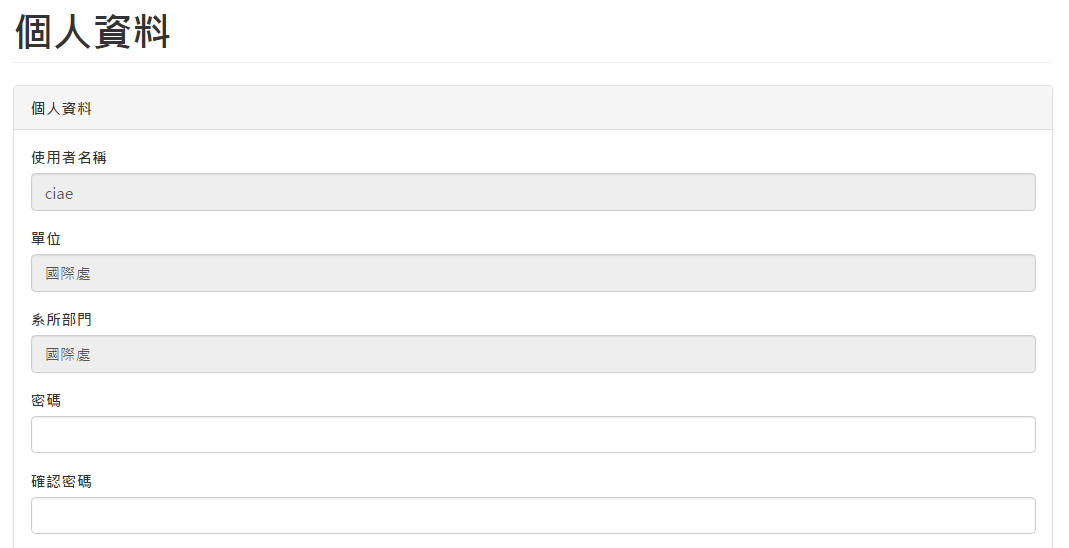 個人資料
個人資料
使用者名稱
ciae
單位
國際處
系所部門
國際處
密碼
確認密碼